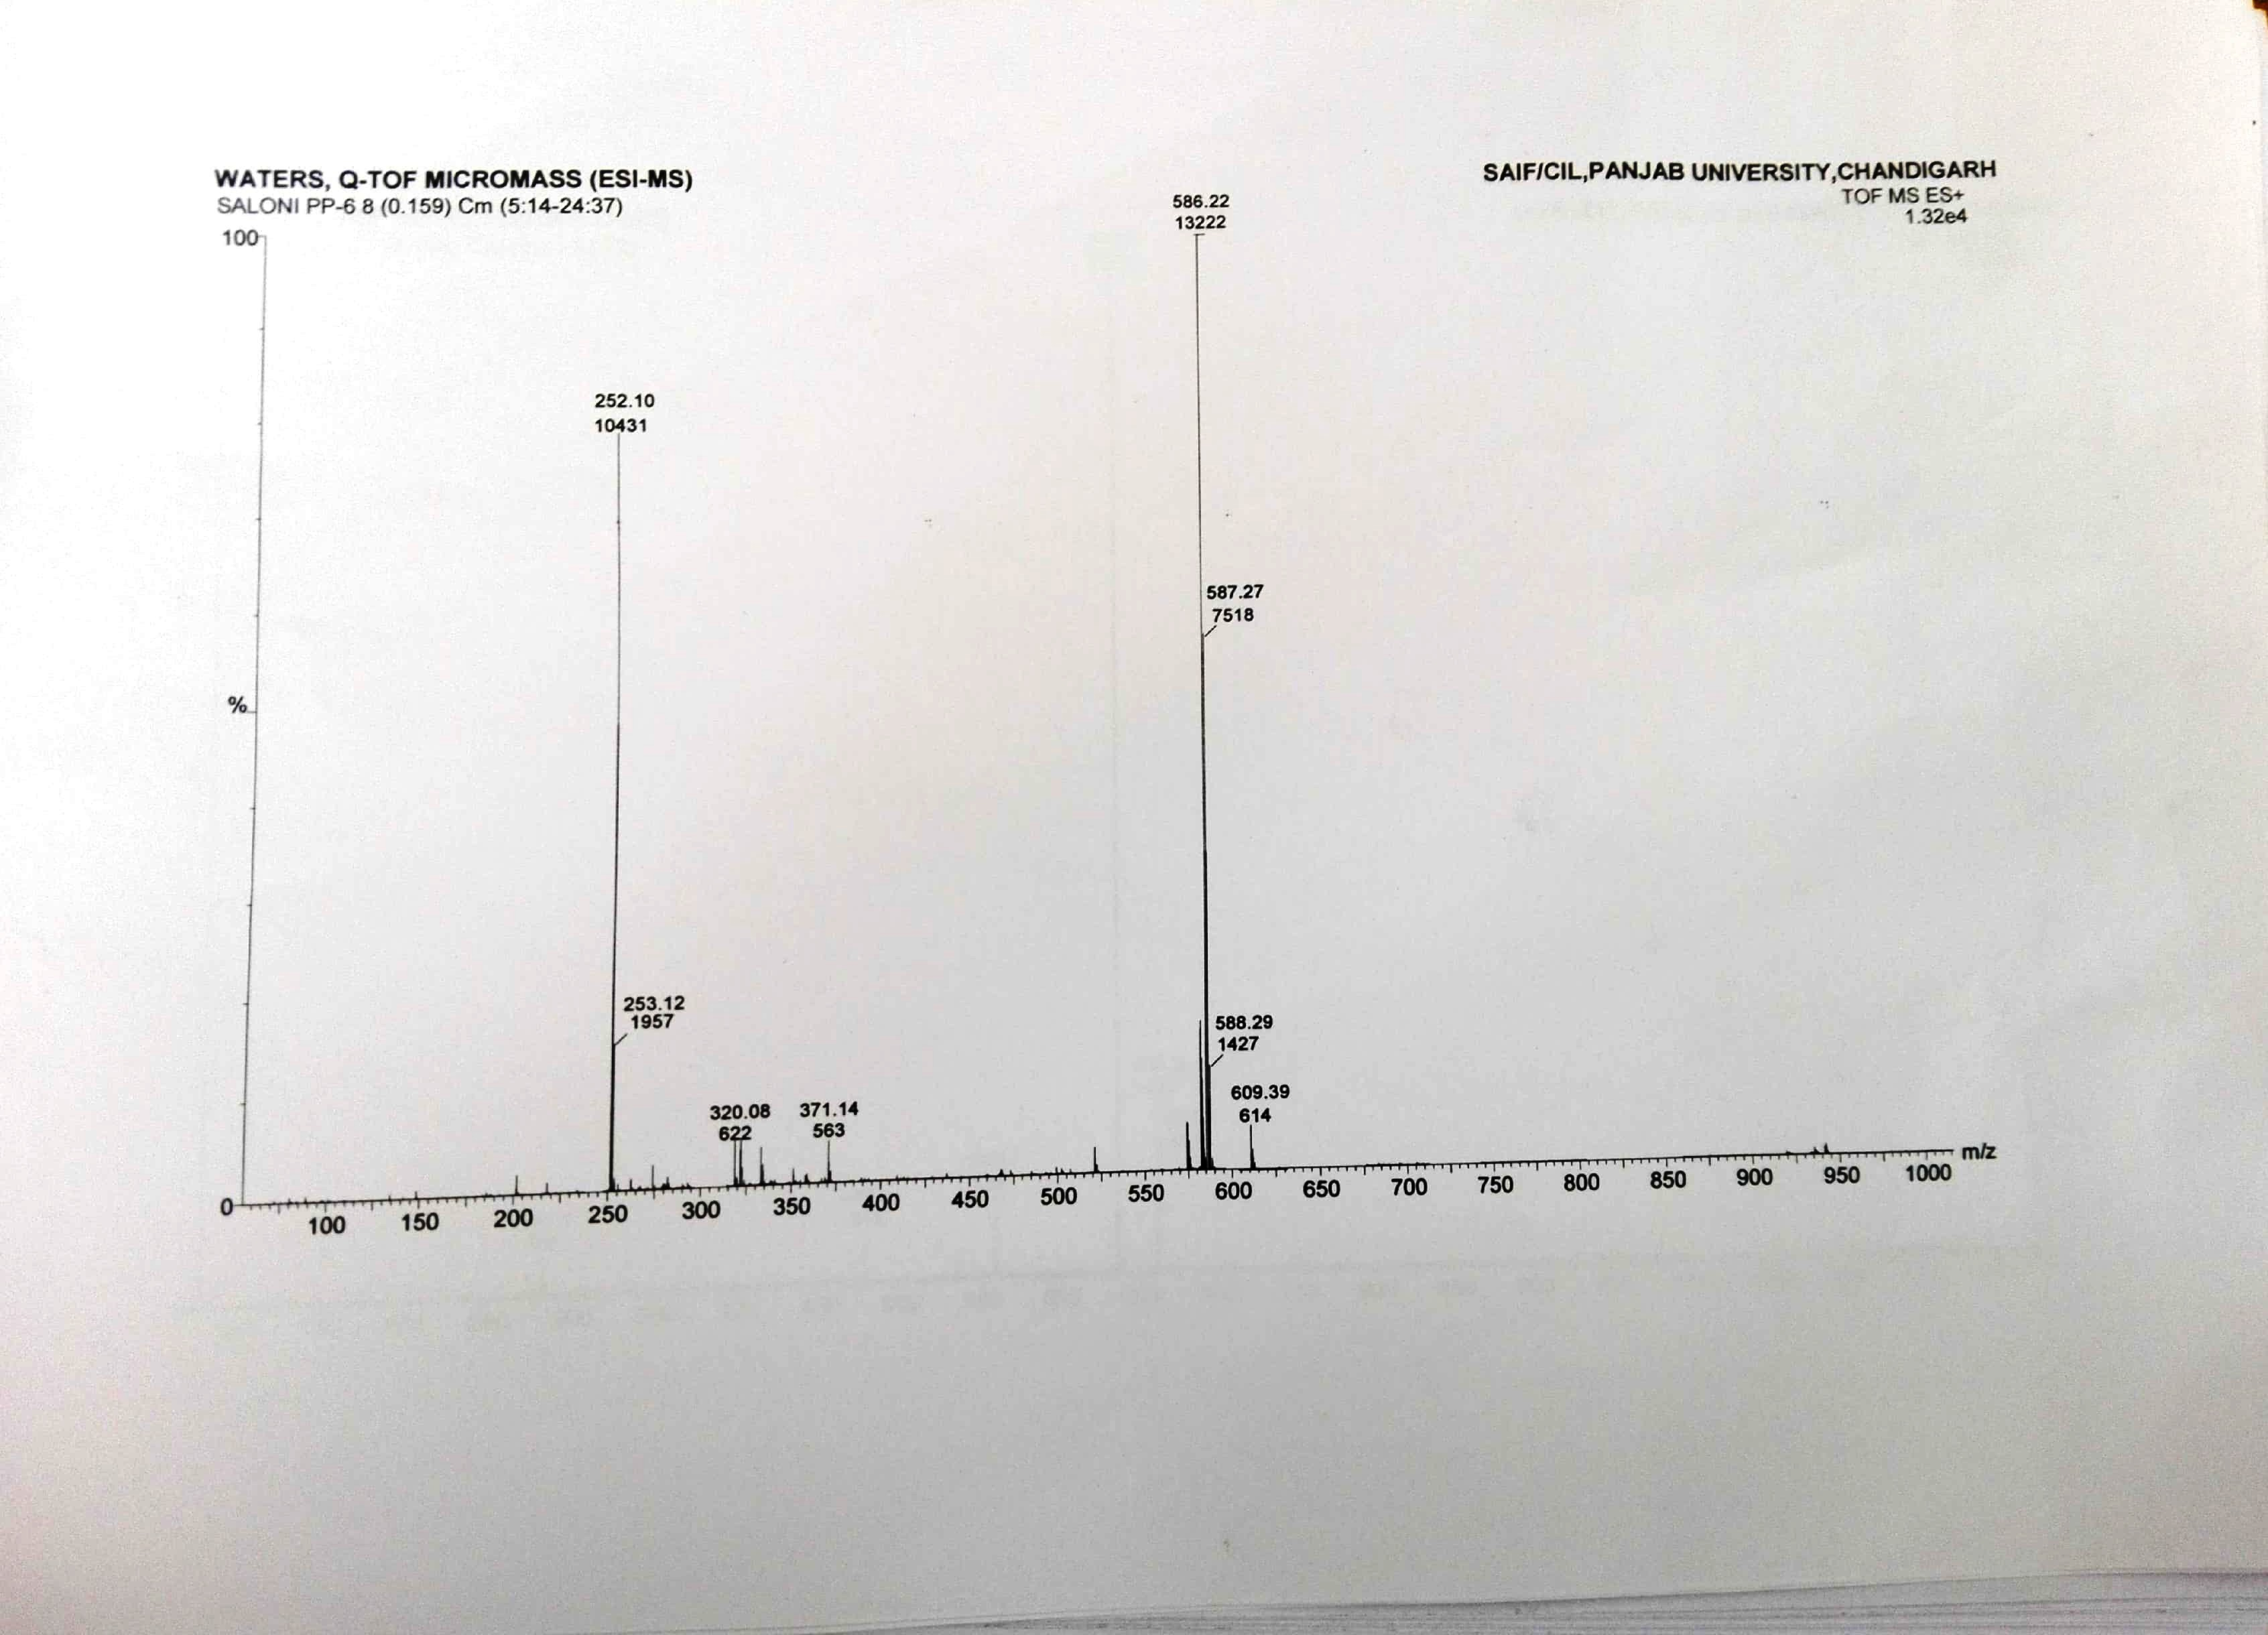 WATERS, Q-TOF MICROMASS (ESI-MS)
SALONI PP-6 8 (0.159) Cm (5:14-24:37)
SAIF/CIL,PANJAB UNIVERSITY,CHANDIGARH
TOF MS ES+
1.32e4
100
586.22
13222
252.10
10431
587.27
7518
%
253.12
1957
588.29
1427
320.08
622
371.14
563
609.39
614
0
m/z
100 150 200 250 300 350 400 450 500 550 600 650 700 750 800 850 900 950 1000